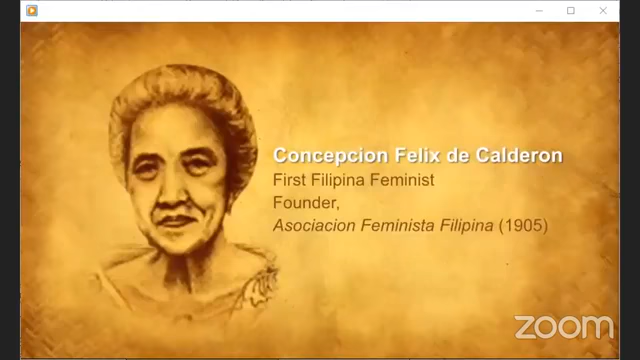 Concepcion Felix de Calderon
First Filipina Feminist
Founder,
Asociacion Feminista Filipina (1905)
zoom